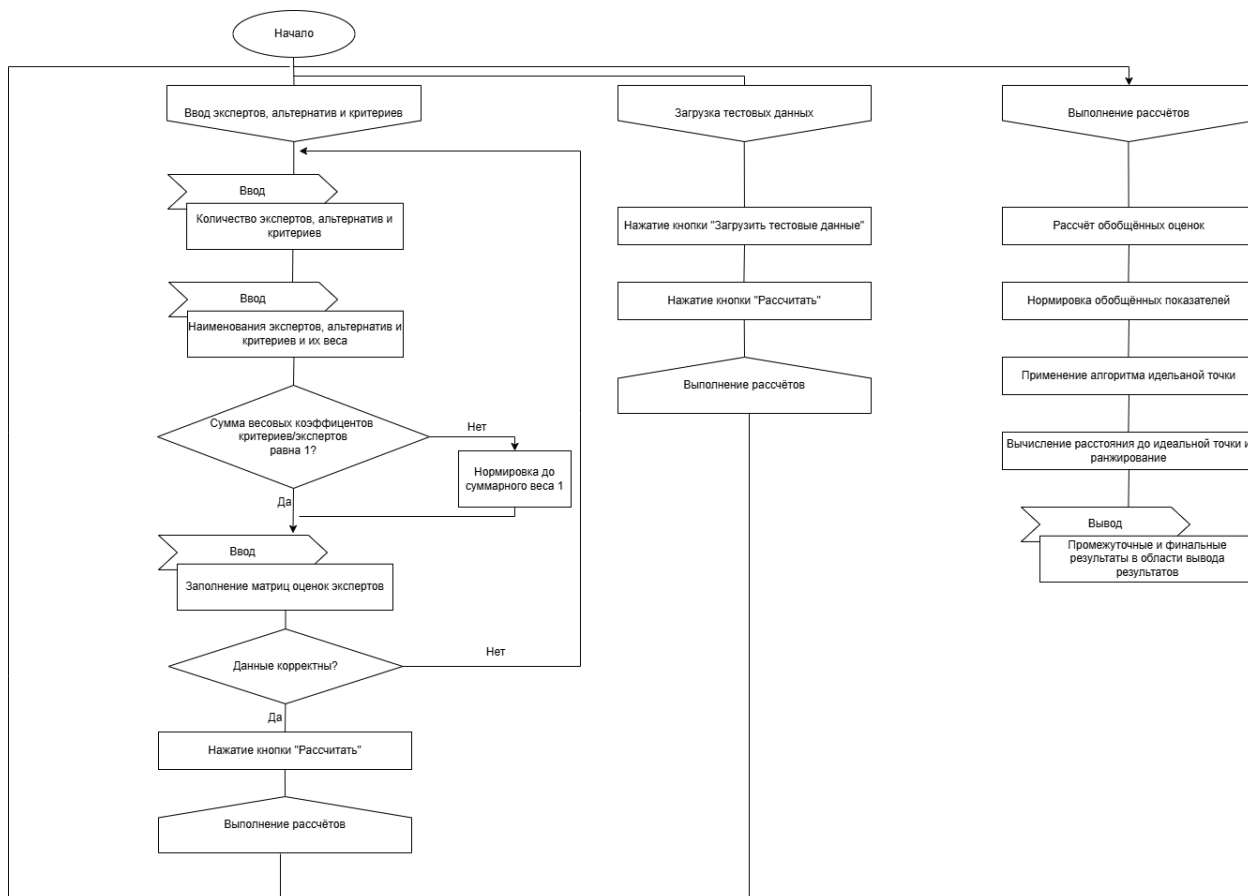 Начало
Ввод экспертов, альтернатив и критериев
Ввод
Количество экспертов, альтернатив и
критериев
Ввод
Наименования экспертов, альтернатив и
критериев и их веса
Сумма весовых коэффицентов
критериев/экспертов
равна 1?
Нет
Нормировка до
суммарного веса 1
Да
Ввод
Заполнение матриц оценок экспертов
Данные корректны?
Нет
Да
Нажатие кнопки "Рассчитать"
Выполнение рассчётов
Загрузка тестовых данных
Нажатие кнопки "Загрузить тестовые данные"
Нажатие кнопки "Рассчитать"
Выполнение рассчётов
Выполнение рассчётов
Рассчёт обобщённых оценок
Нормировка обобщённых показателей
Применение алгоритма идельаной точки
Вычисление расстояния до идеальной точки и
ранжирование
Вывод
Промежуточные и финальные
результаты в области вывода
результатов